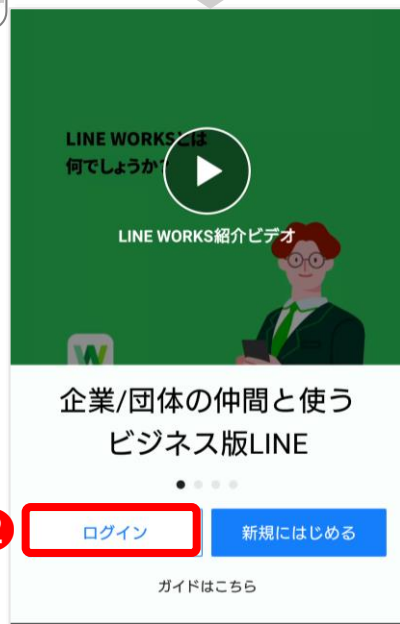 LINE WORKSとは
何でしょうか?
LINE WORKS紹介ビデオ
W
企業/団体の仲間と使う
ビジネス版LINE
ログイン
新規にはじめる
ガイドはこちら